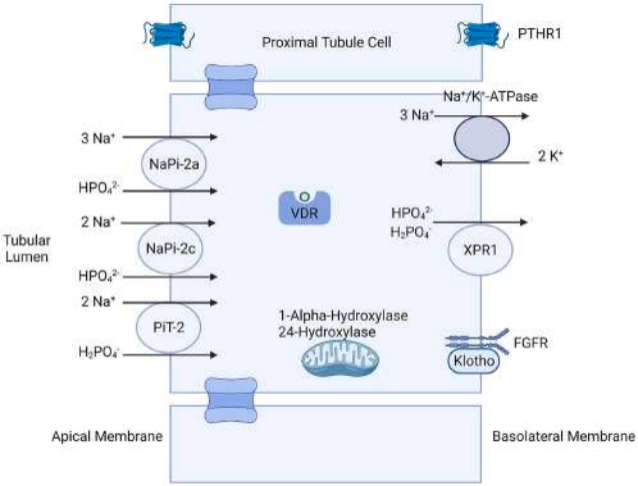 Proximal Tubule Cell
PTHR1
Na⁺/K⁺-ATPase
3 Na⁺
2 K⁺
3 Na⁺
NaPi-2a
HPO₄²⁻
2 Na⁺
NaPi-2c
HPO₄²⁻
2 Na⁺
PiT-2
H₂PO₄⁻
Tubular
Lumen
VDR
HPO₄²⁻
H₂PO₄⁻
XPR1
1-Alpha-Hydroxylase
24-Hydroxylase
FGFR
Klotho
Apical Membrane
Basolateral Membrane